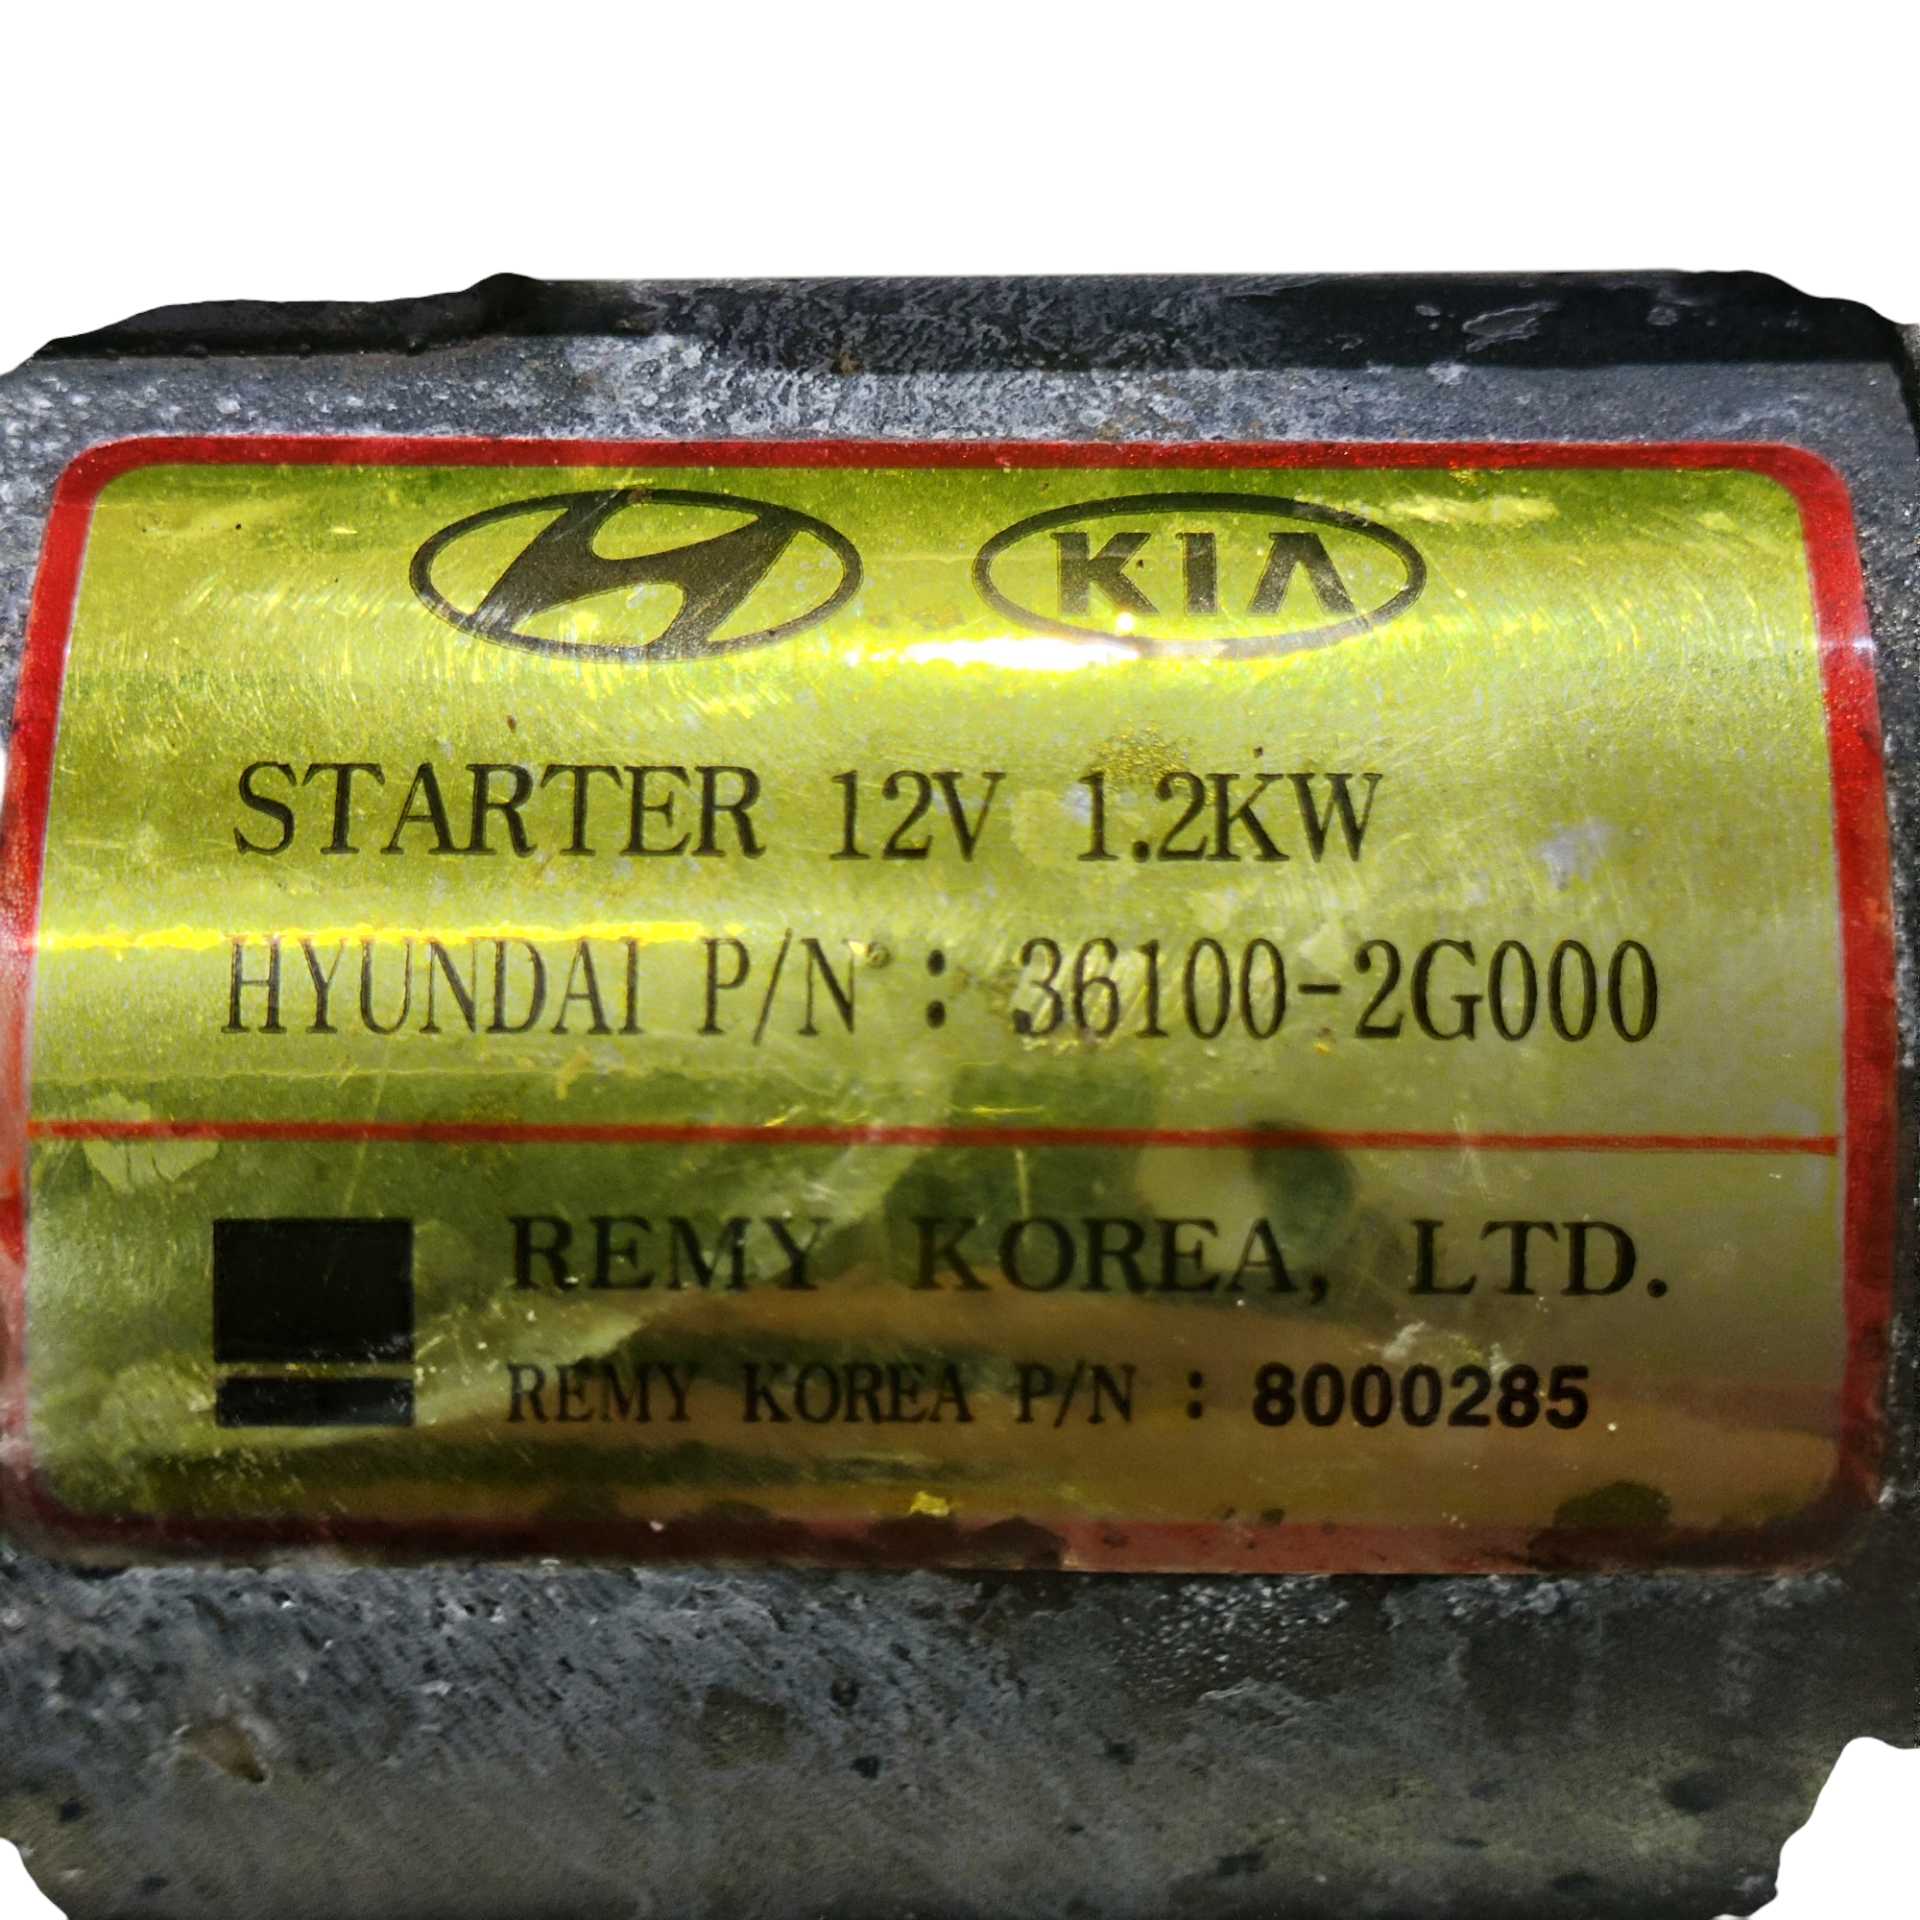 KIA
STARTER 12V 1.2KW
HYUNDAI P/N : 36100-2G000
REMY KOREA, LTD.
REMY KOREA P/N : 8000285